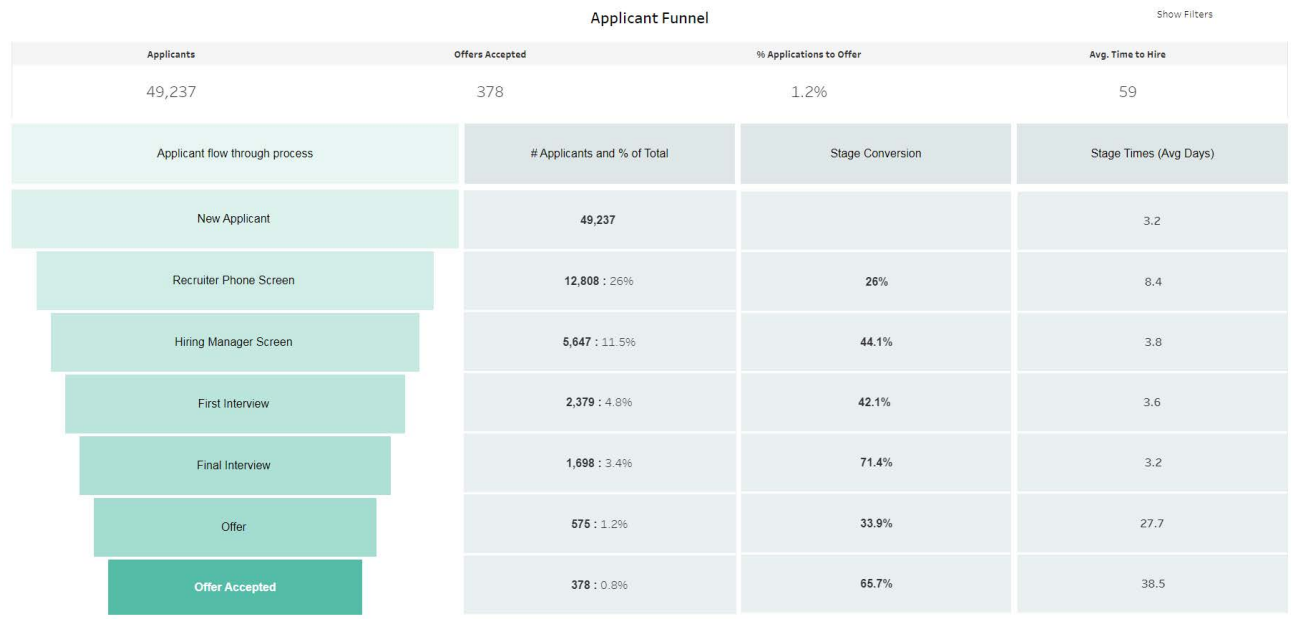 Applicant Funnel
Show Filters
Applicants Offers Accepted % Applications to Offer Avg. Time to Hire
49,237 378 1.2% 59
Applicant flow through process # Applicants and % of Total Stage Conversion Stage Times (Avg Days)
New Applicant 49,237 3.2
Recruiter Phone Screen 12,808 : 26% 26% 8.4
Hiring Manager Screen 5,647 : 11.5% 44.1% 3.8
First Interview 2,379 : 4.8% 42.1% 3.6
Final Interview 1,698 : 3.4% 71.4% 3.2
Offer 575 : 1.2% 33.9% 27.7
Offer Accepted 378 : 0.8% 65.7% 38.5